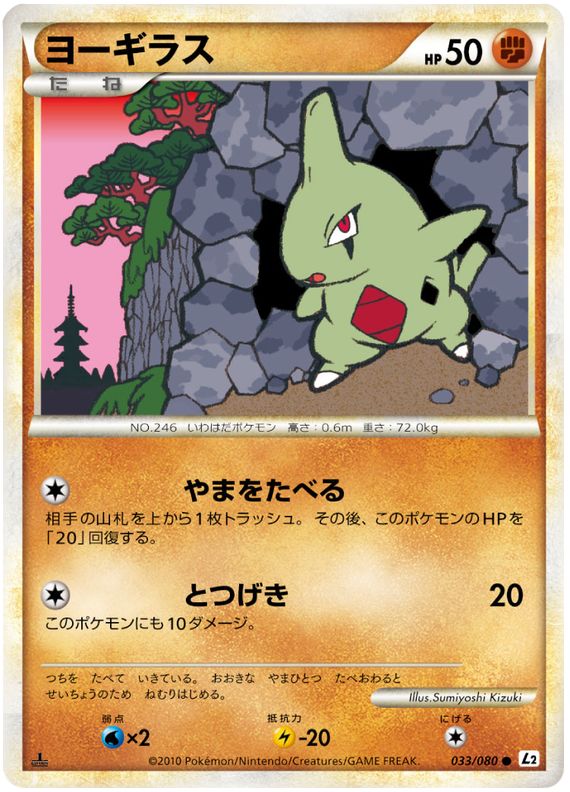 ヨーギラス
HP 50
たね
NO.246 いわはだポケモン 高さ：0.6m 重さ：72.0kg
やまをたべる
相手の山札を上から1枚トラッシュ。その後、このポケモンのHPを
「20」回復する。
とつげき 20
このポケモンにも10ダメージ。
つちを たべて いきている。 おおきな やまひとつ たべおわると
せいちょうのため ねむりはじめる。
Illus.Sumiyoshi Kizuki
弱点 抵抗力 にげる
×2 -20
©2010 Pokémon/Nintendo/Creatures/GAME FREAK.
033/080 L2